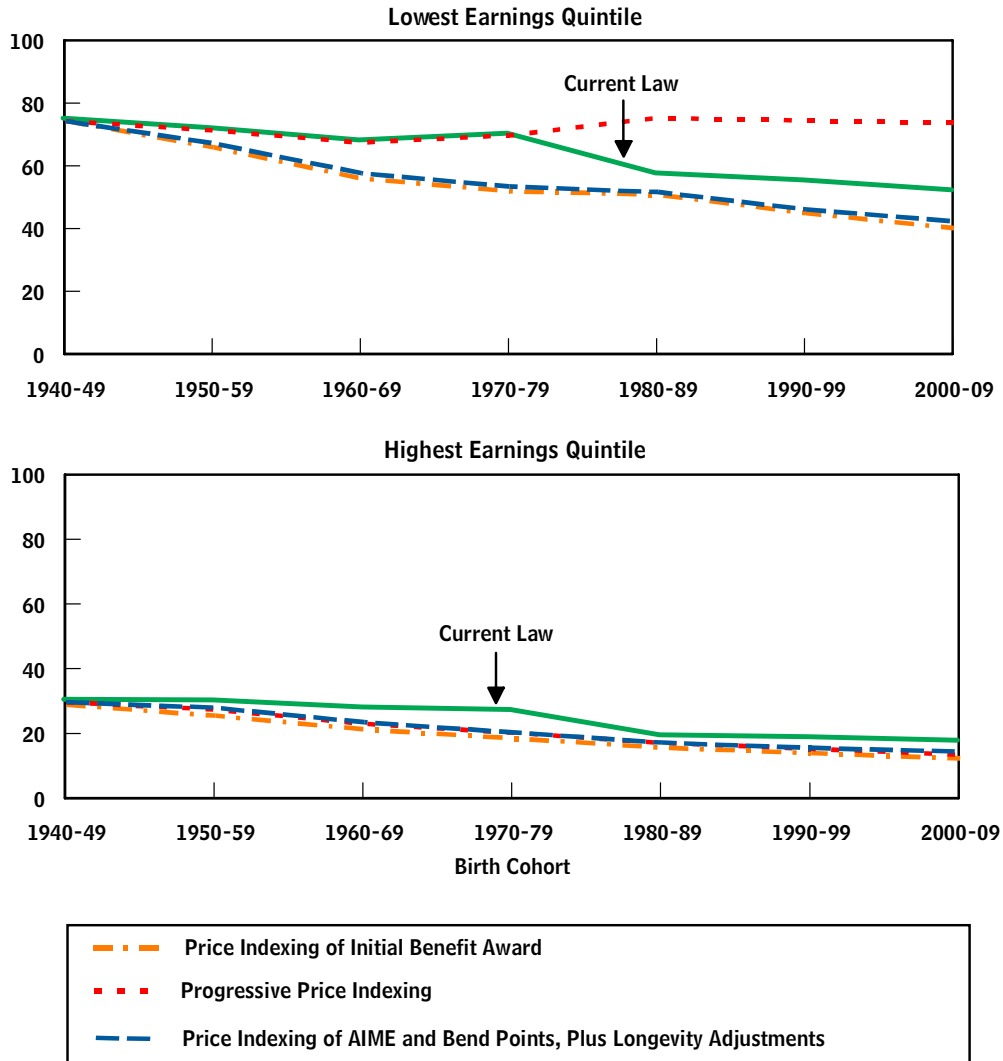 Lowest Earnings Quintile
100
Current Law
80
60
40
20
0
1940-49 1950-59 1960-69 1970-79 1980-89 1990-99 2000-09
Highest Earnings Quintile
100
80
60
Current Law
40
20
0
1940-49 1950-59 1960-69 1970-79 1980-89 1990-99 2000-09
Birth Cohort
Price Indexing of Initial Benefit Award
Progressive Price Indexing
Price Indexing of AIME and Bend Points, Plus Longevity Adjustments